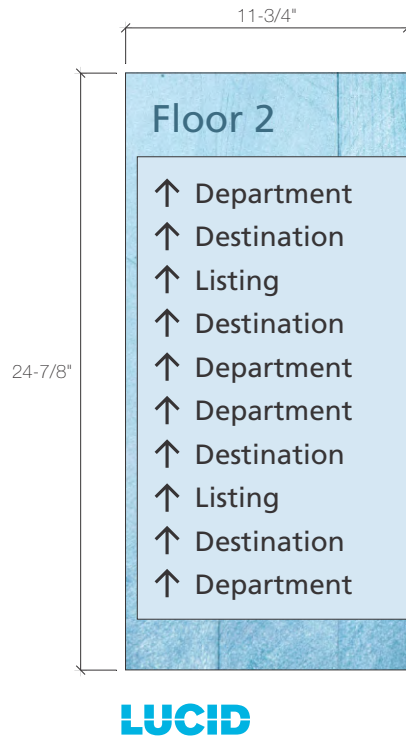 11-3/4"
Floor 2
↑ Department
↑ Destination
↑ Listing
↑ Destination
↑ Department
24-7/8"
↑ Department
↑ Destination
↑ Listing
↑ Destination
↑ Department
LUCID